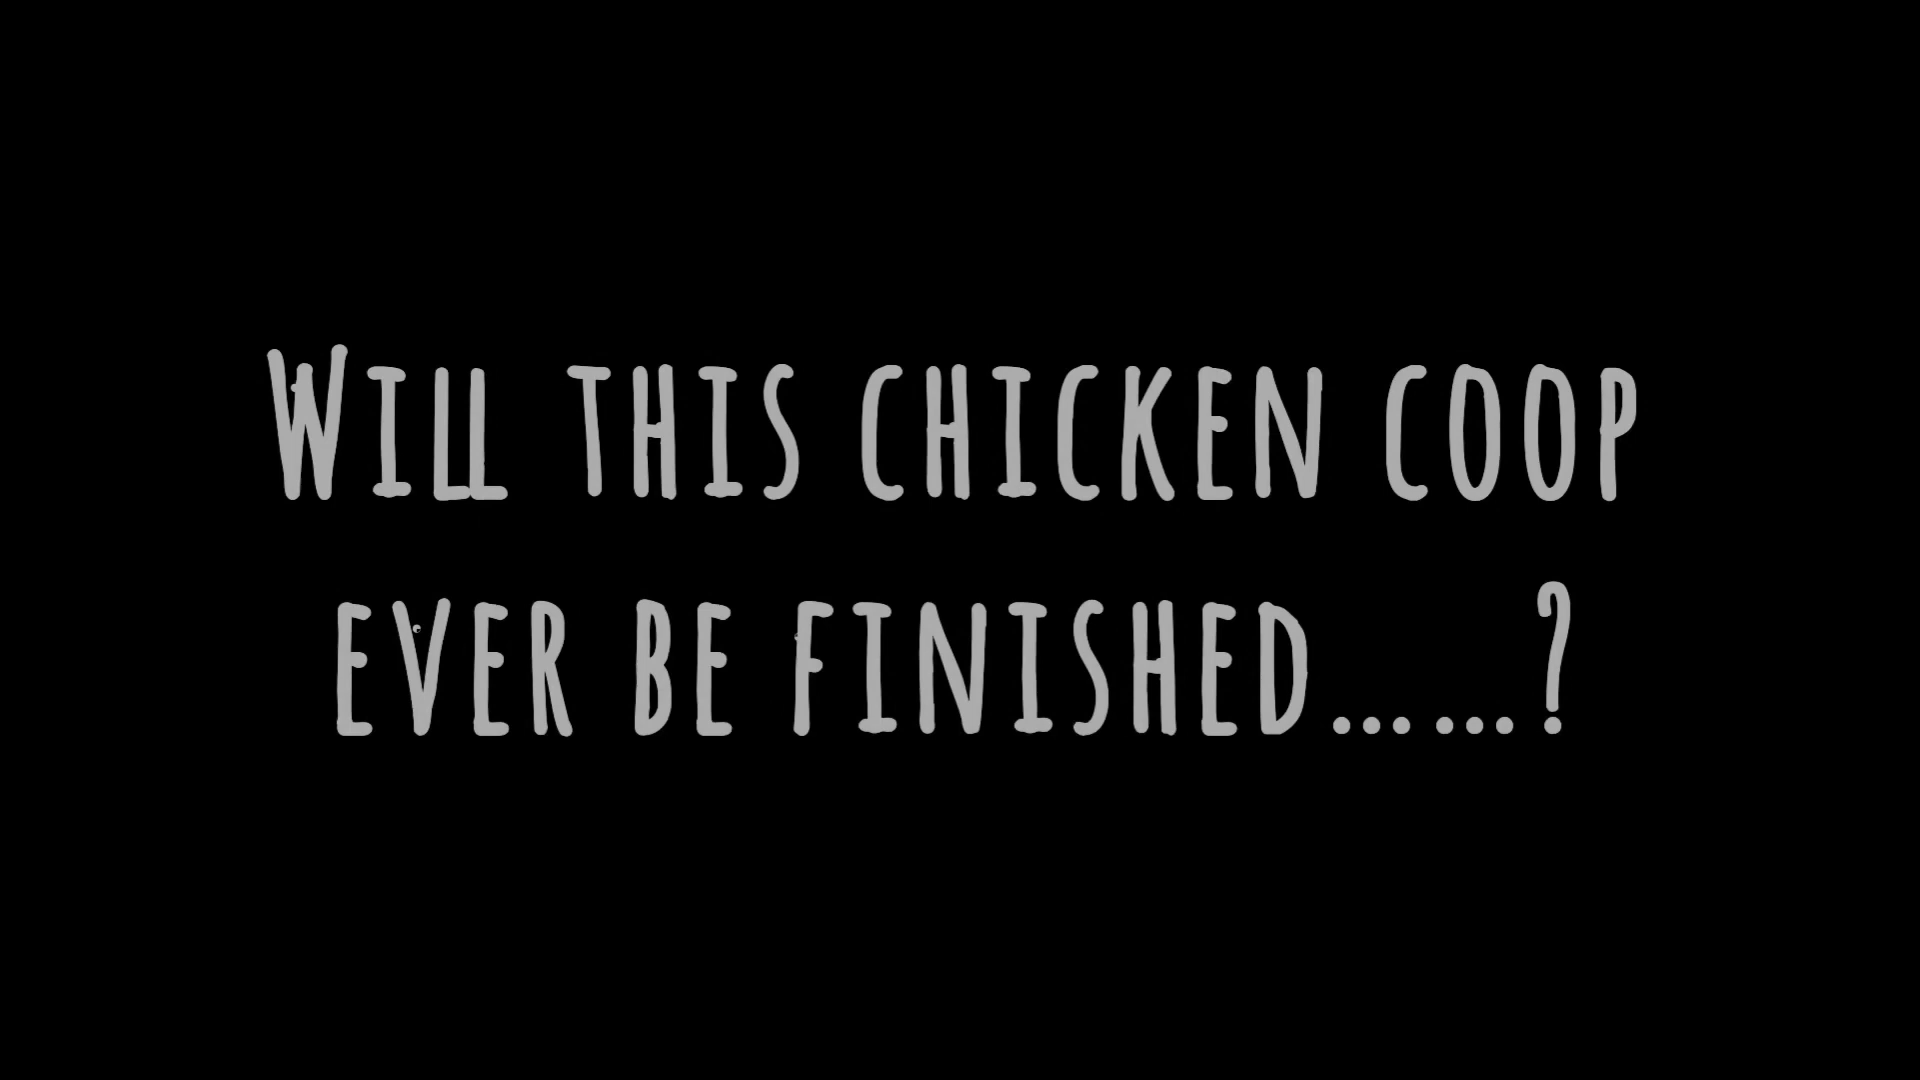 Will this chicken coop
ever be finished......?